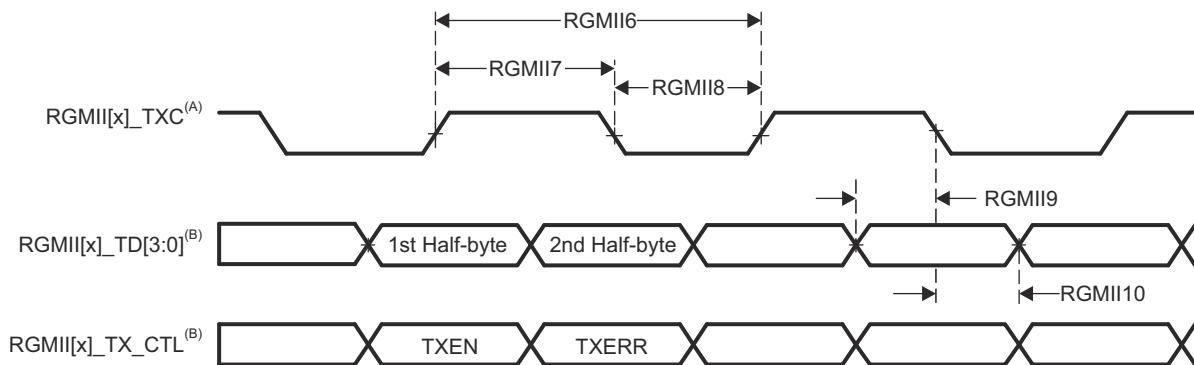 RGMII6
RGMII7
RGMII8
RGMII[x]_TXC(A)
RGMII9
RGMII[x]_TD[3:0](B)
1st Half-byte
2nd Half-byte
RGMII10
RGMII[x]_TX_CTL(B)
TXEN
TXERR